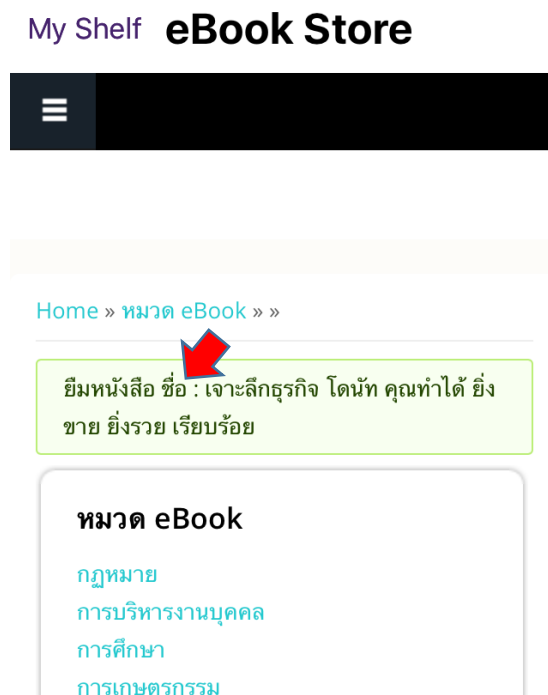 My Shelf eBook Store
Home » หมวด eBook » »
ยืมหนังสือ ชื่อ : เจาะลึกธุรกิจ โดนัท คุณทำได้ ยิ่ง
ขาย ยิ่งรวย เรียบร้อย
หมวด eBook
กฎหมาย
การบริหารงานบุคคล
การศึกษา
การเกษตรกรรม